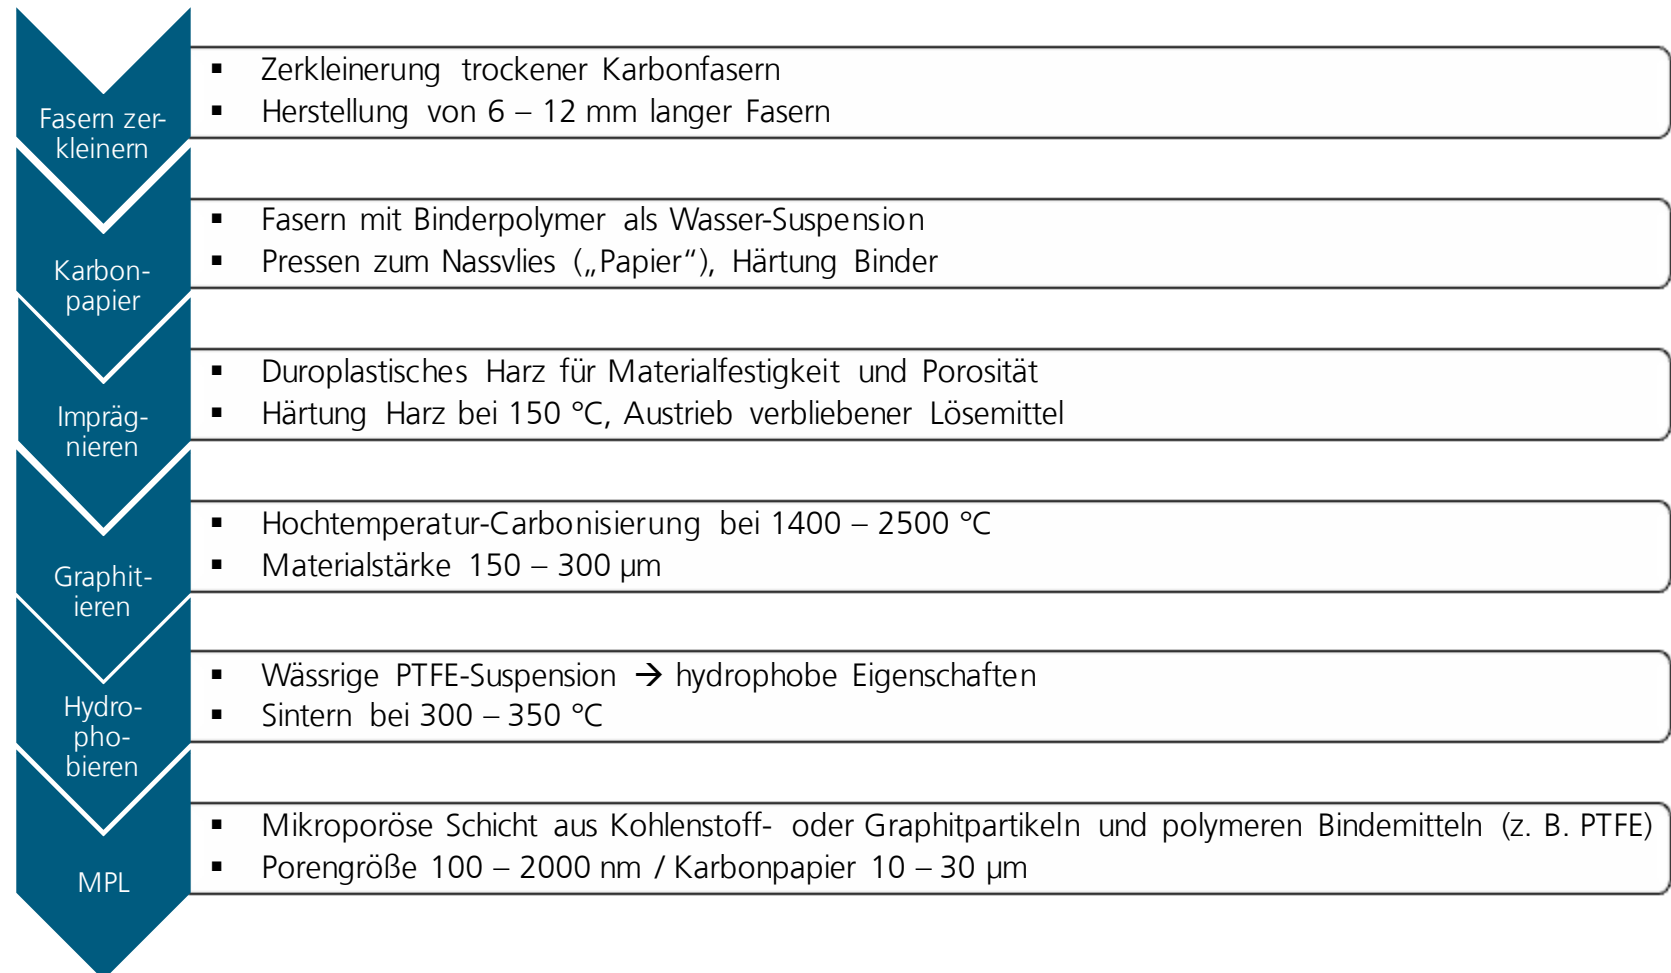 Fasern zer-
kleinern
▪ Zerkleinerung trockener Karbonfasern
▪ Herstellung von 6 – 12 mm langer Fasern
Karbon-
papier
▪ Fasern mit Binderpolymer als Wasser-Suspension
▪ Pressen zum Nassvlies („Papier“), Härtung Binder
Impräg-
nieren
▪ Duroplastisches Harz für Materialfestigkeit und Porosität
▪ Härtung Harz bei 150 °C, Austrieb verbliebener Lösemittel
Graphit-
ieren
▪ Hochtemperatur-Carbonisierung bei 1400 – 2500 °C
▪ Materialstärke 150 – 300 µm
Hydro-
pho-
bieren
▪ Wässrige PTFE-Suspension → hydrophobe Eigenschaften
▪ Sintern bei 300 – 350 °C
MPL
▪ Mikroporöse Schicht aus Kohlenstoff- oder Graphitpartikeln und polymeren Bindemitteln (z. B. PTFE)
▪ Porengröße 100 – 2000 nm / Karbonpapier 10 – 30 µm